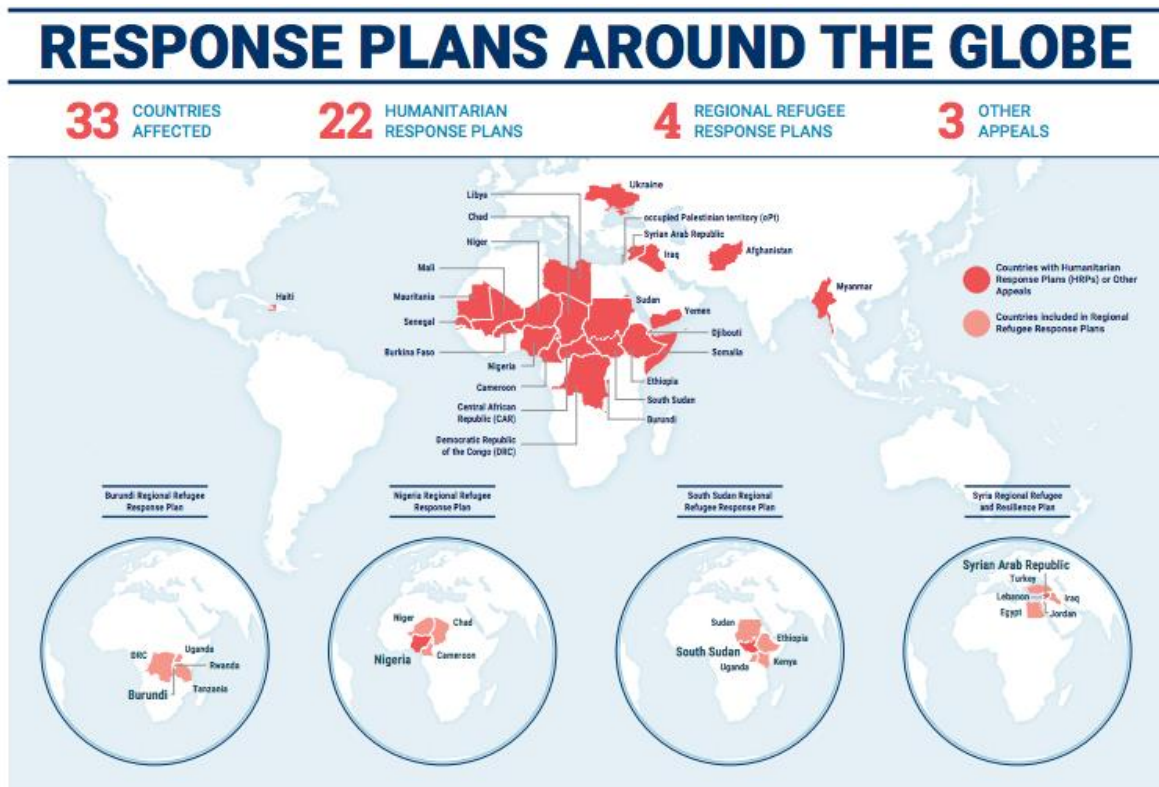 RESPONSE PLANS AROUND THE GLOBE
33 COUNTRIES
AFFECTED
22 HUMANITARIAN
RESPONSE PLANS
4 REGIONAL REFUGEE
RESPONSE PLANS
3 OTHER
APPEALS
Ukraine
Libya
Chad
occupied Palestinian territory (oPt)
Syrian Arab Republic
Niger
Iraq
Afghanistan
Mali
Countries with Humanitarian
Response Plans (HRPs) or Other
Appeals
Myanmar
Haiti
Mauritania
Sudan
Yemen
Senegal
Countries included in Regional
Refugee Response Plans
Djibouti
Burkina Faso
Somalia
Nigeria
Cameroon
Ethiopia
South Sudan
Central African
Republic (CAR)
Burundi
Democratic Republic
of the Congo (DRC)
Burundi Regional Refugee
Response Plan
Nigeria Regional Refugee
Response Plan
South Sudan Regional
Refugee Response Plan
Syria Regional Refugee
and Resilience Plan
DRC
Uganda
Rwanda
Burundi
Tanzania
Niger
Chad
Nigeria
Cameroon
Sudan
Ethiopia
South Sudan
Uganda
Kenya
Syrian Arab Republic
Turkey
Lebanon
Iraq
Egypt
Jordan